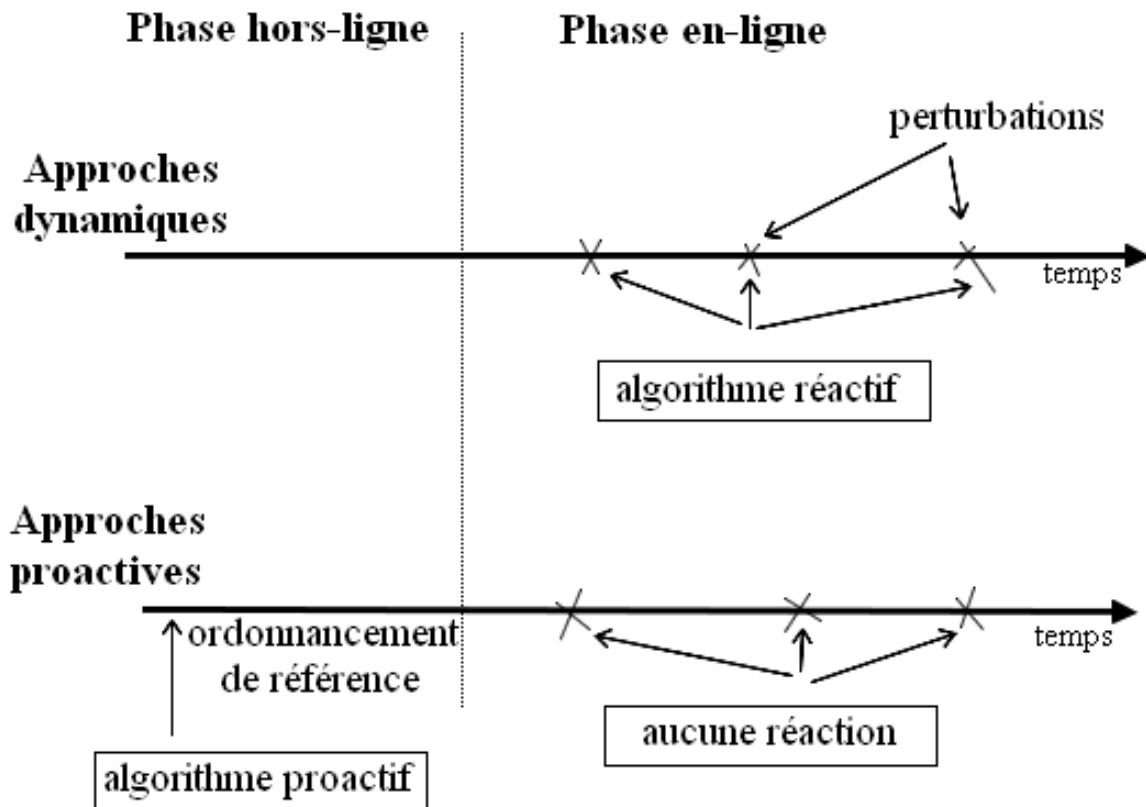 Phase hors-ligne
Phase en-ligne
perturbations
Approches
dynamiques
temps
algorithme réactif
Approches
proactives
ordonnancement
de référence
temps
aucune réaction
algorithme proactif